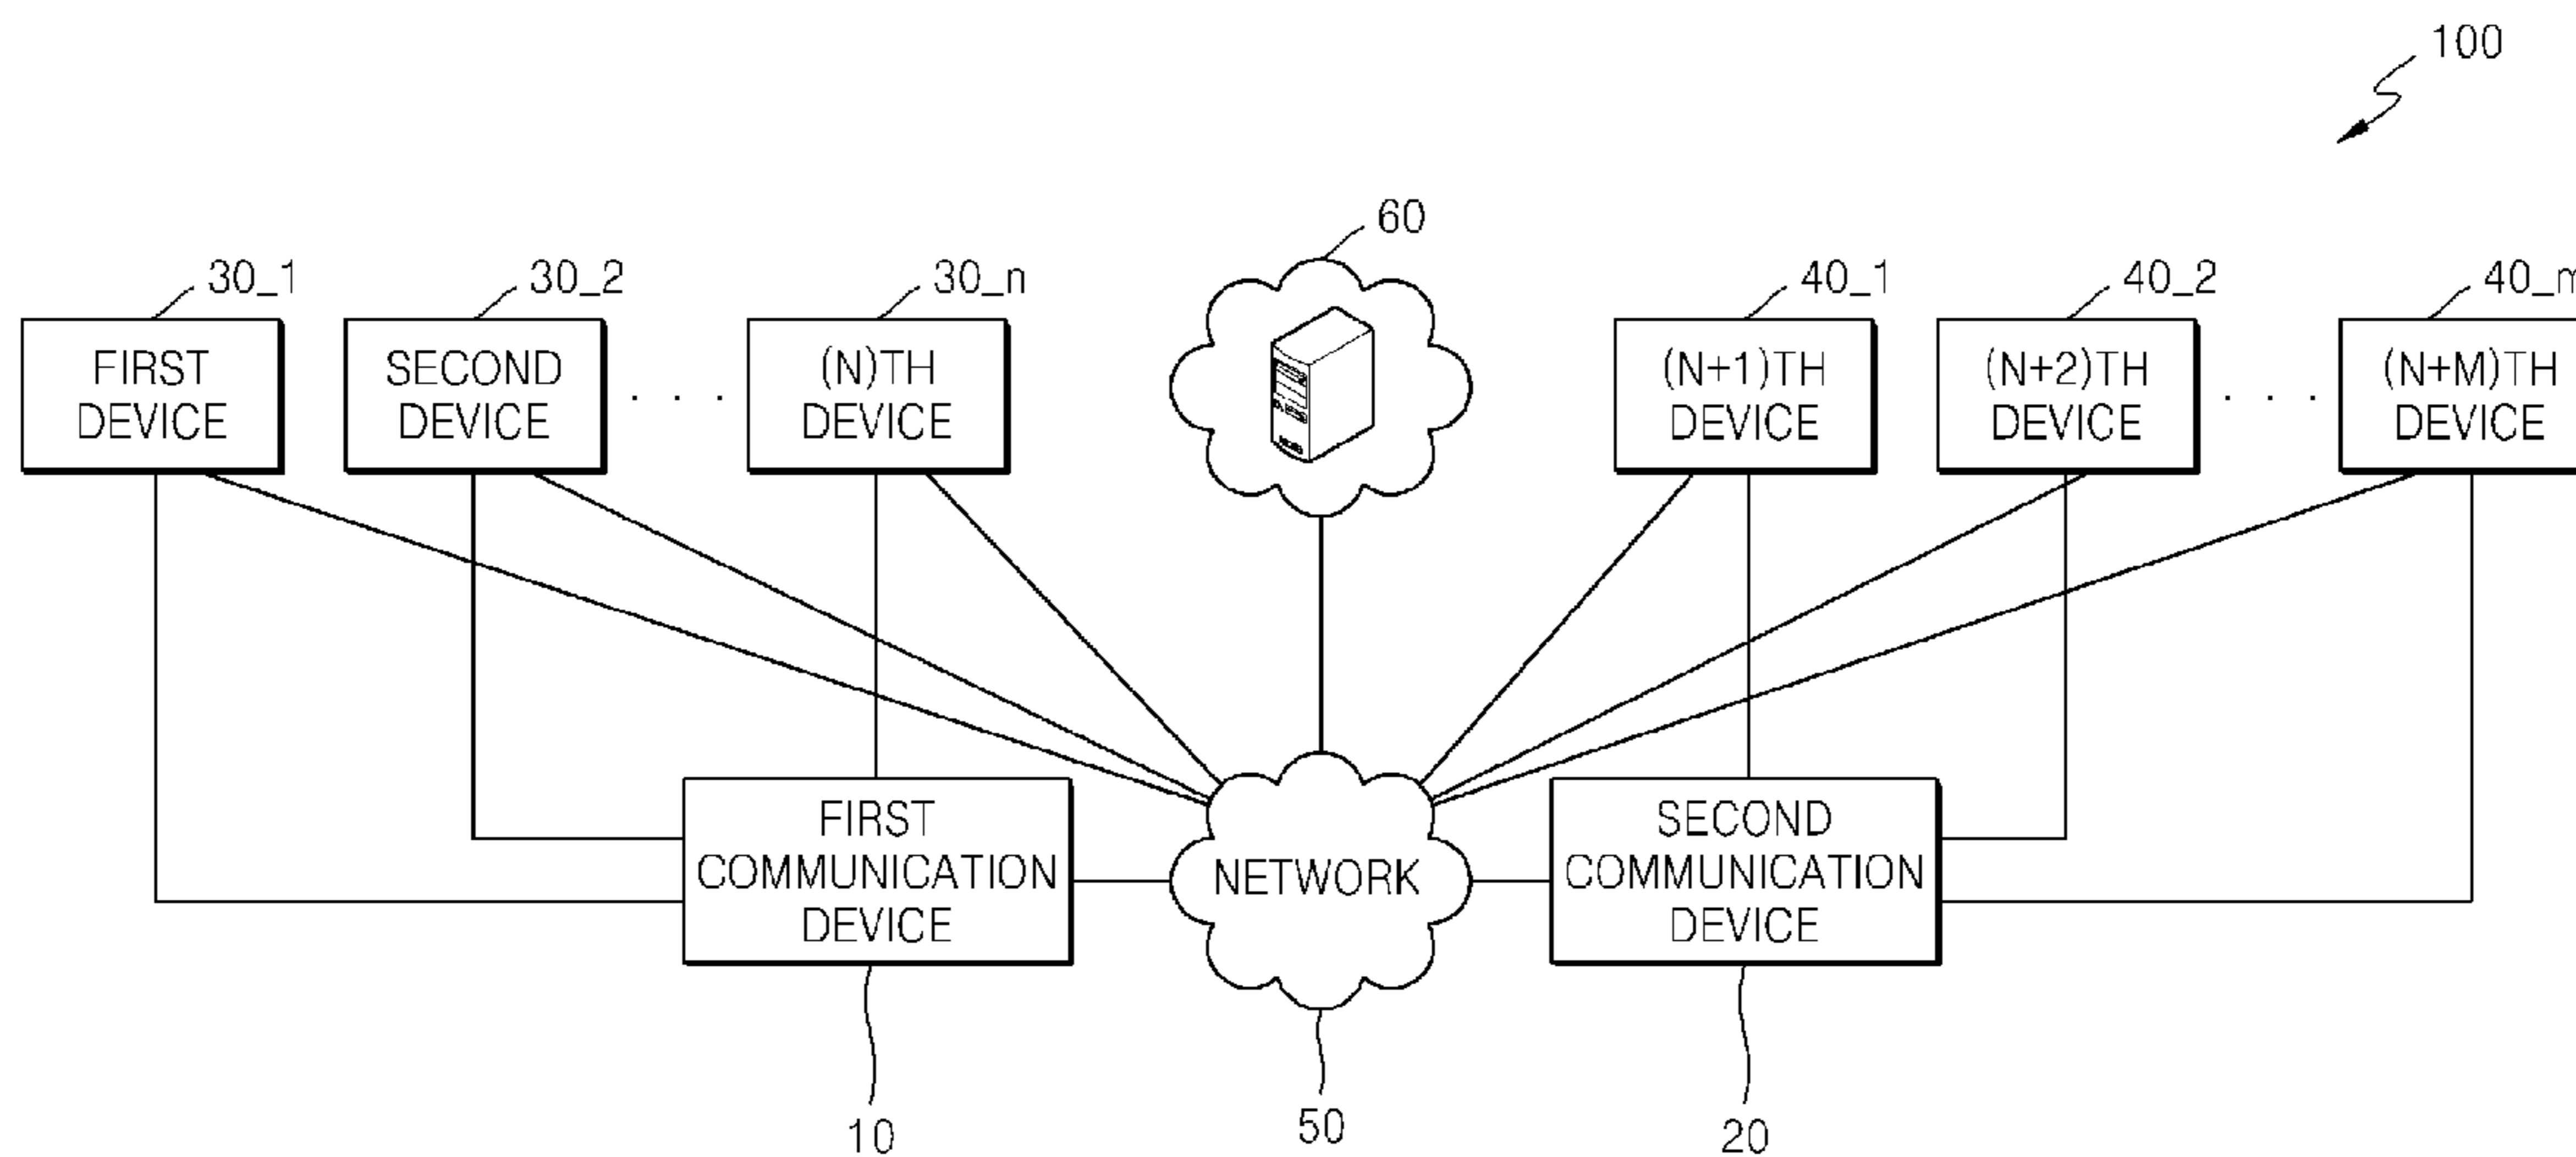 100
60
30_1
30_2
30_n
40_1
40_2
40_m
FIRST
DEVICE
SECOND
DEVICE
. . .
(N)TH
DEVICE
(N+1)TH
DEVICE
(N+2)TH
DEVICE
. . .
(N+M)TH
DEVICE
FIRST
COMMUNICATION
DEVICE
NETWORK
SECOND
COMMUNICATION
DEVICE
10
50
20